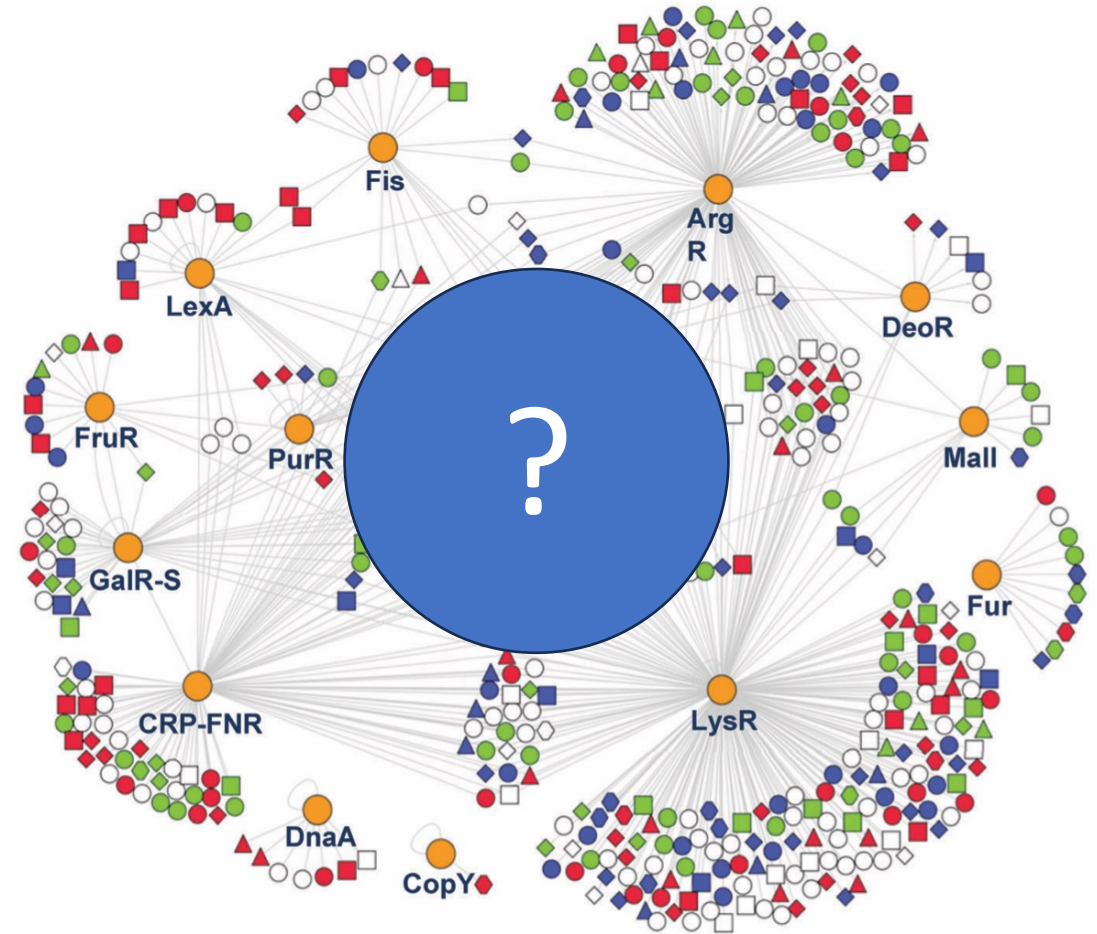 Fis
Arg
R
LexA
DeoR
FruR
PurR
MalI
?
GalR-S
Fur
CRP-FNR
LysR
DnaA
CopY